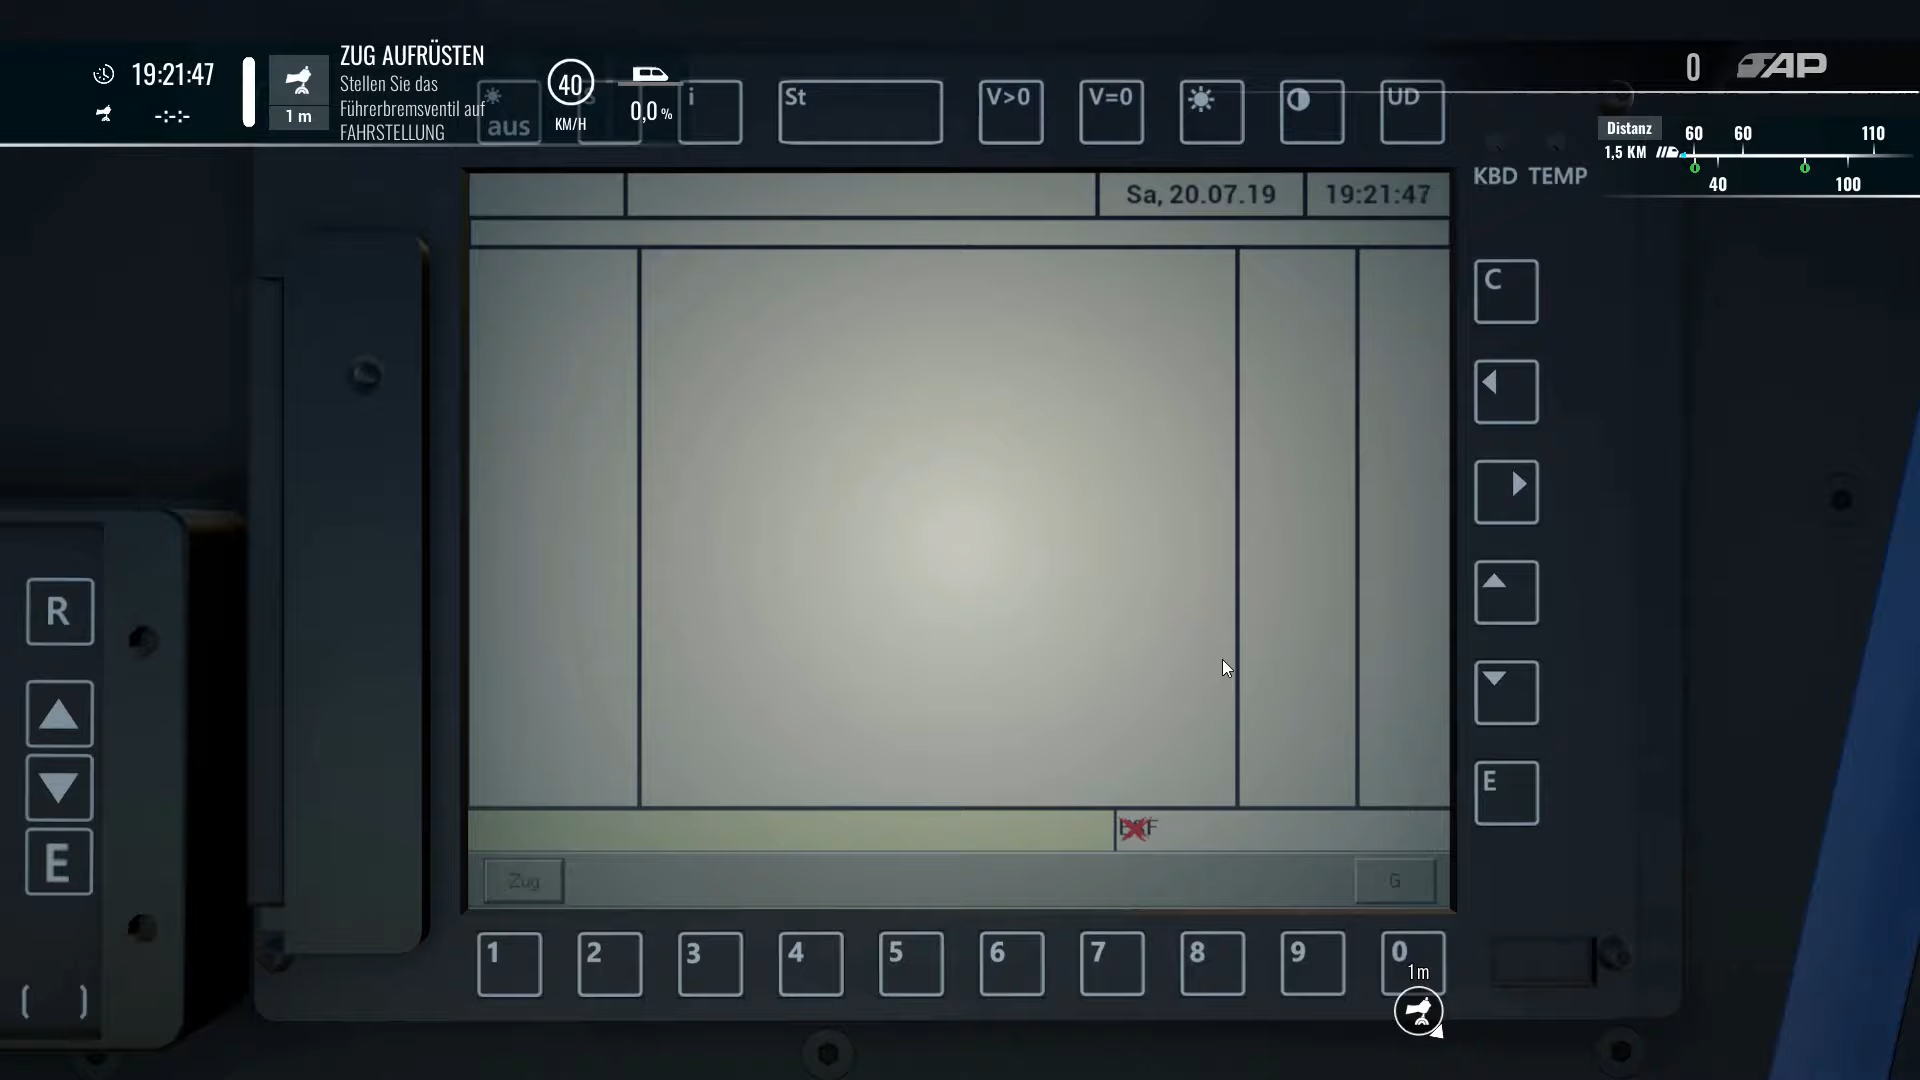 19:21:47
-:-:-
1 m
ZUG AUFRÜSTEN
Stellen Sie das
Führerbremsventil auf
FAHRSTELLUNG
40
KM/H
0,0 %
0
AP
Distanz
1,5 KM
60 60 110
40 100
aus
i
St
V>0
V=0
UD
KBD TEMP
Sa, 20.07.19
19:21:47
C
E
R
E
Zug
G
1 2 3 4 5 6 7 8 9 0
1m